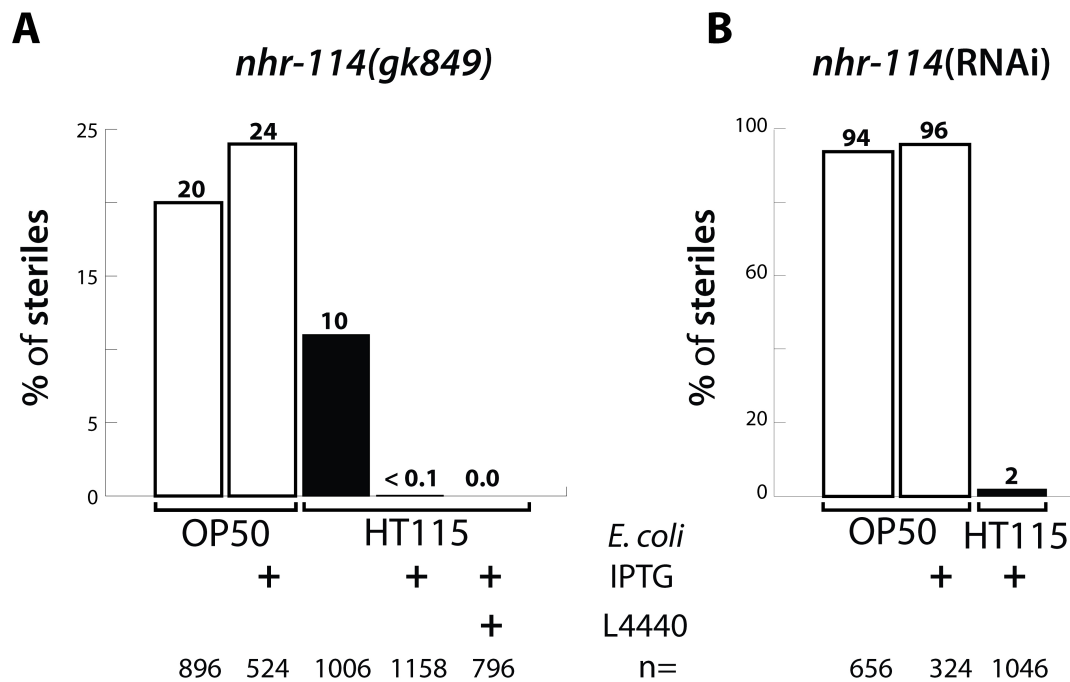 A
nhr-114(gk849)
% of steriles
25
15
5
0
20
24
10
< 0.1
0.0
OP50
HT115
+
+
+
+
896 524 1006 1158 796
E. coli
IPTG
L4440
n=
B
nhr-114(RNAi)
% of steriles
100
60
20
0
94
96
2
OP50
HT115
+
+
656 324 1046